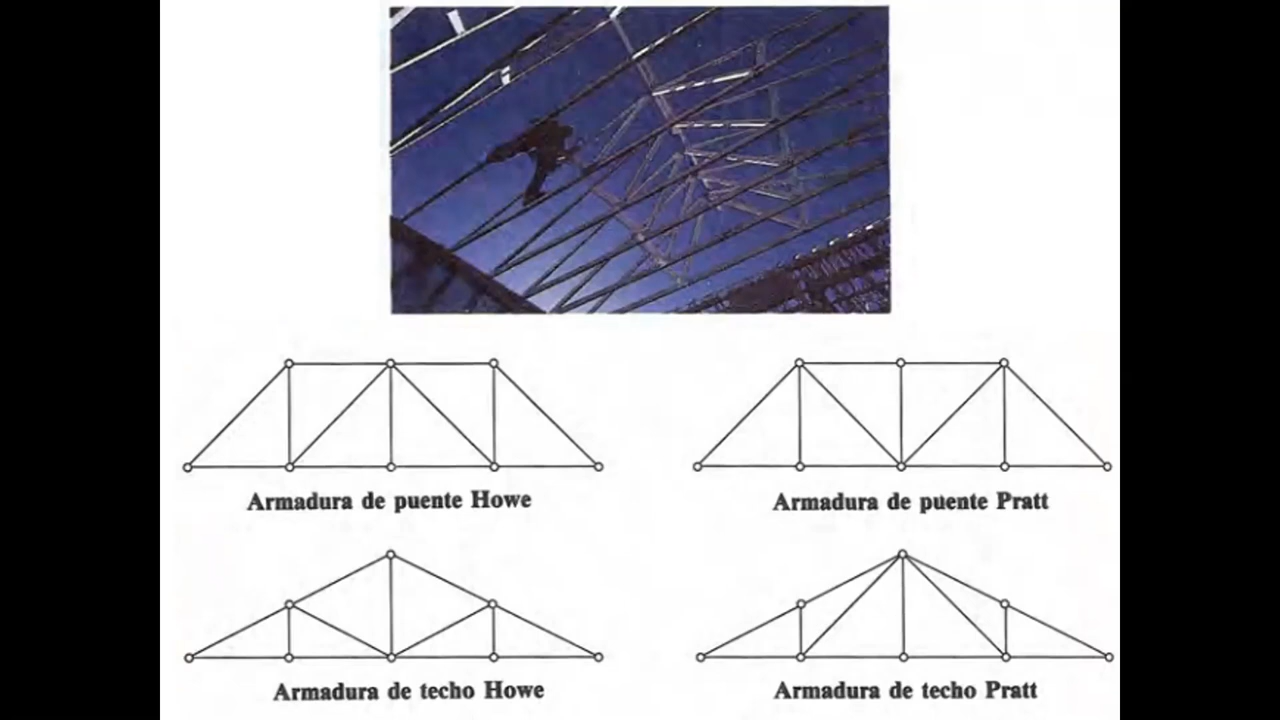 Armadura de puente Howe
Armadura de puente Pratt
Armadura de techo Howe
Armadura de techo Pratt